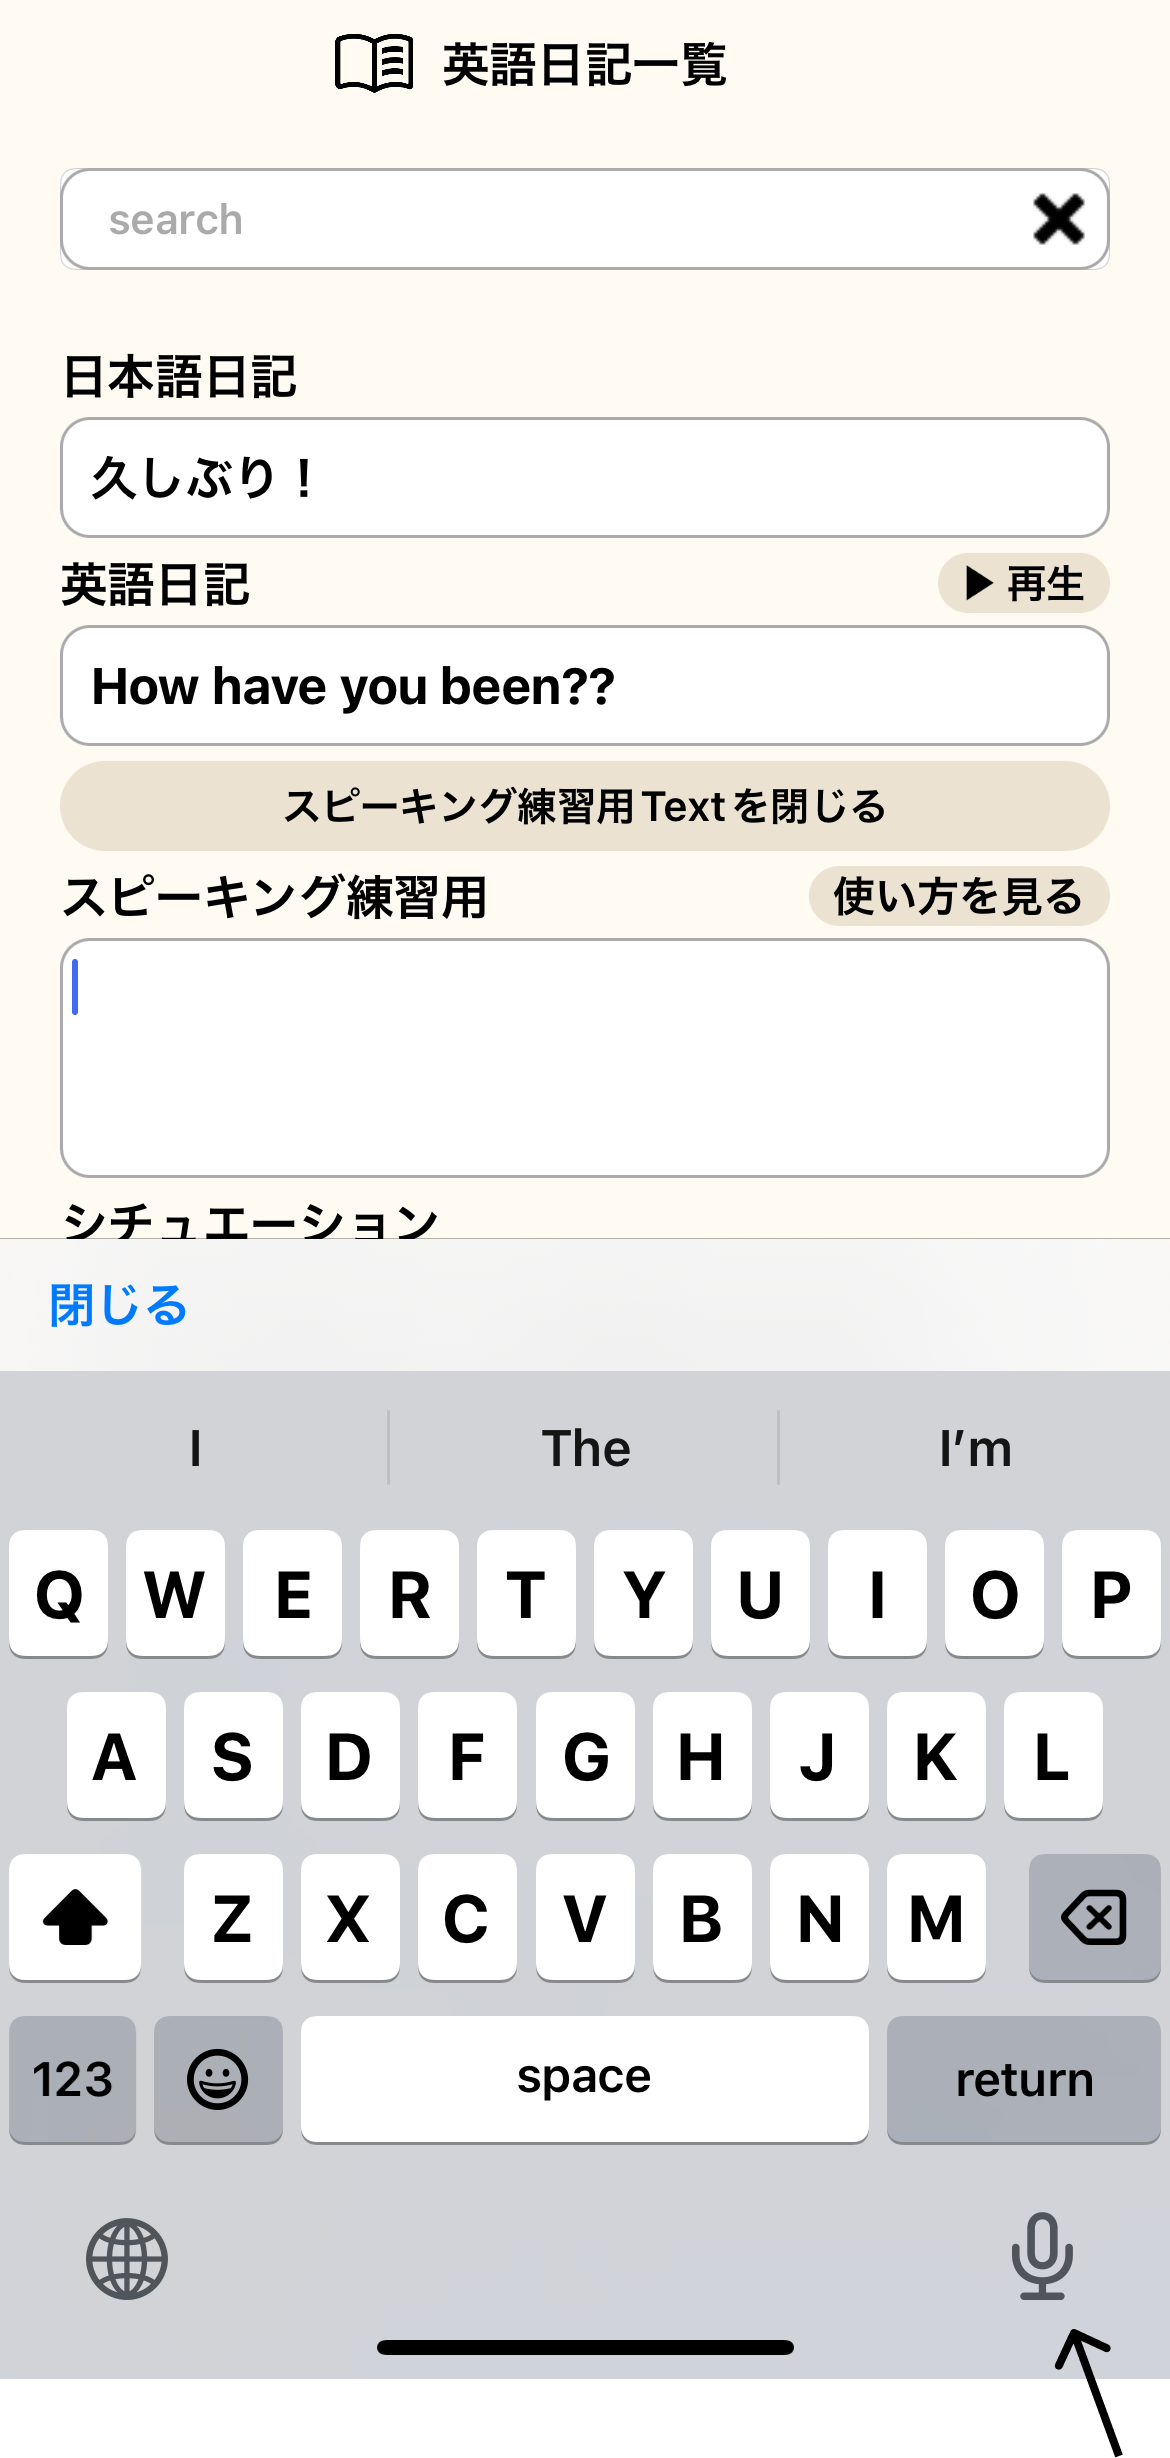 英語日記一覧
search
日本語日記
久しぶり！
英語日記
▶ 再生
How have you been??
スピーキング練習用Textを閉じる
スピーキング練習用
使い方を見る
シチュエーション
閉じる
I The I'm
Q W E R T Y U I O P
A S D F G H J K L
Z X C V B N M
123 space return